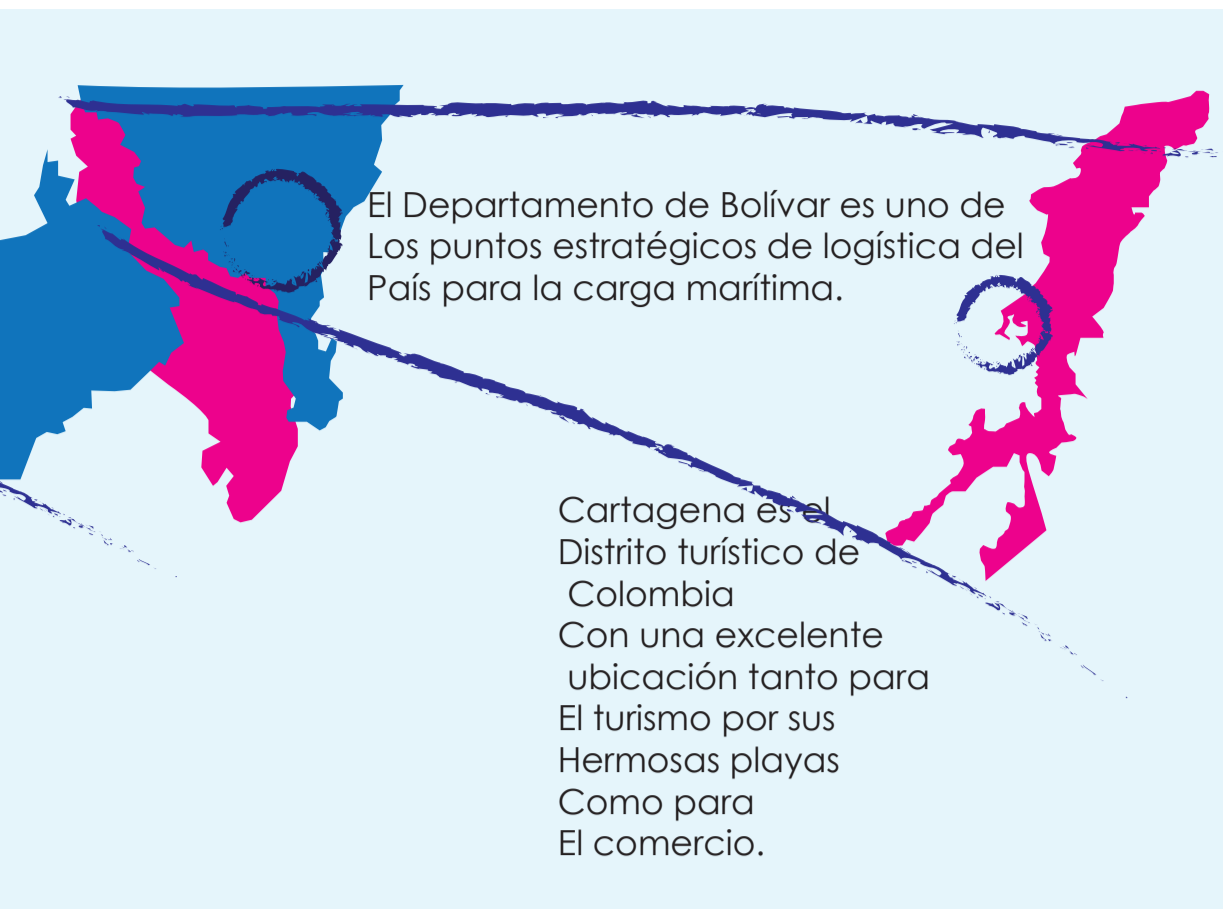 El Departamento de Bolívar es uno de
Los puntos estratégicos de logística del
País para la carga marítima.
Cartagena es el
Distrito turístico de
Colombia
Con una excelente
ubicación tanto para
El turismo por sus
Hermosas playas
Como para
El comercio.